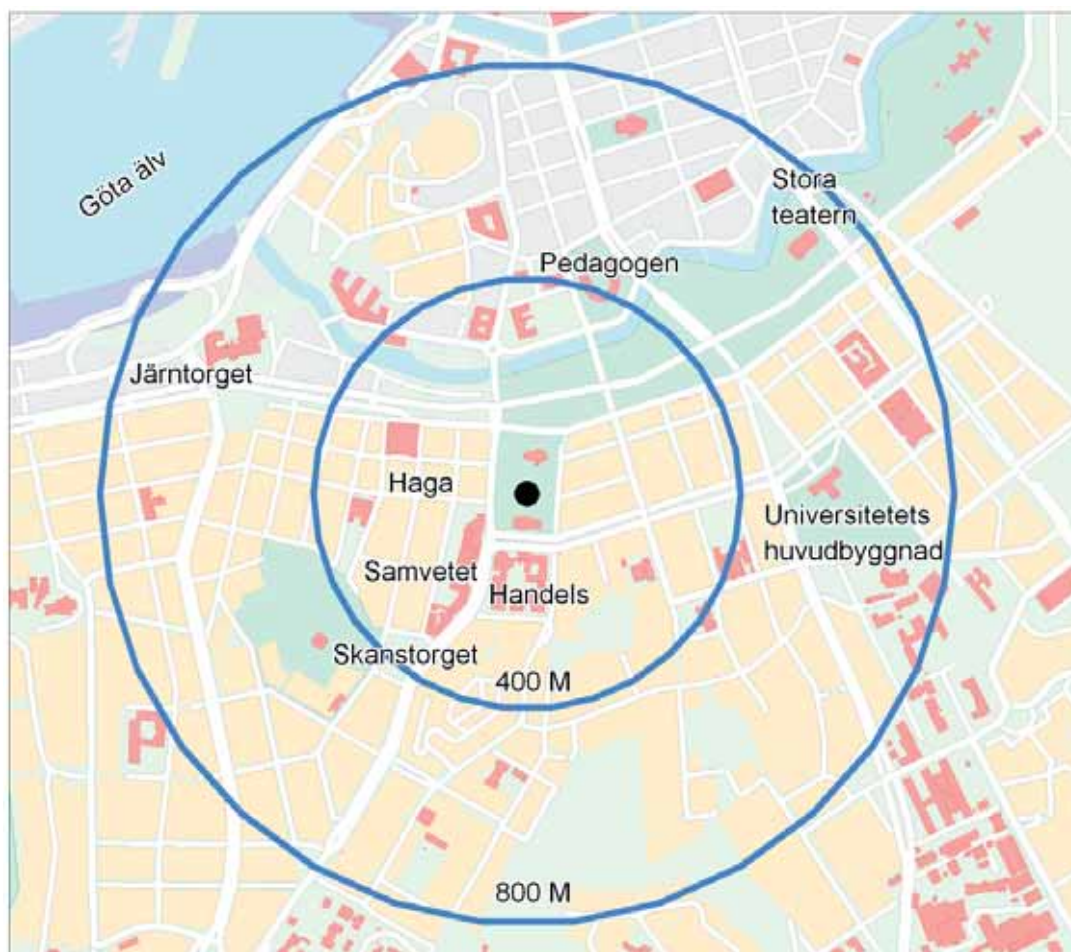 Göta älv
Stora
teatern
Pedagogen
Järntorget
Haga
Universitetets
huvudbyggnad
Samvetet
Handels
Skanstorget
400 M
800 M